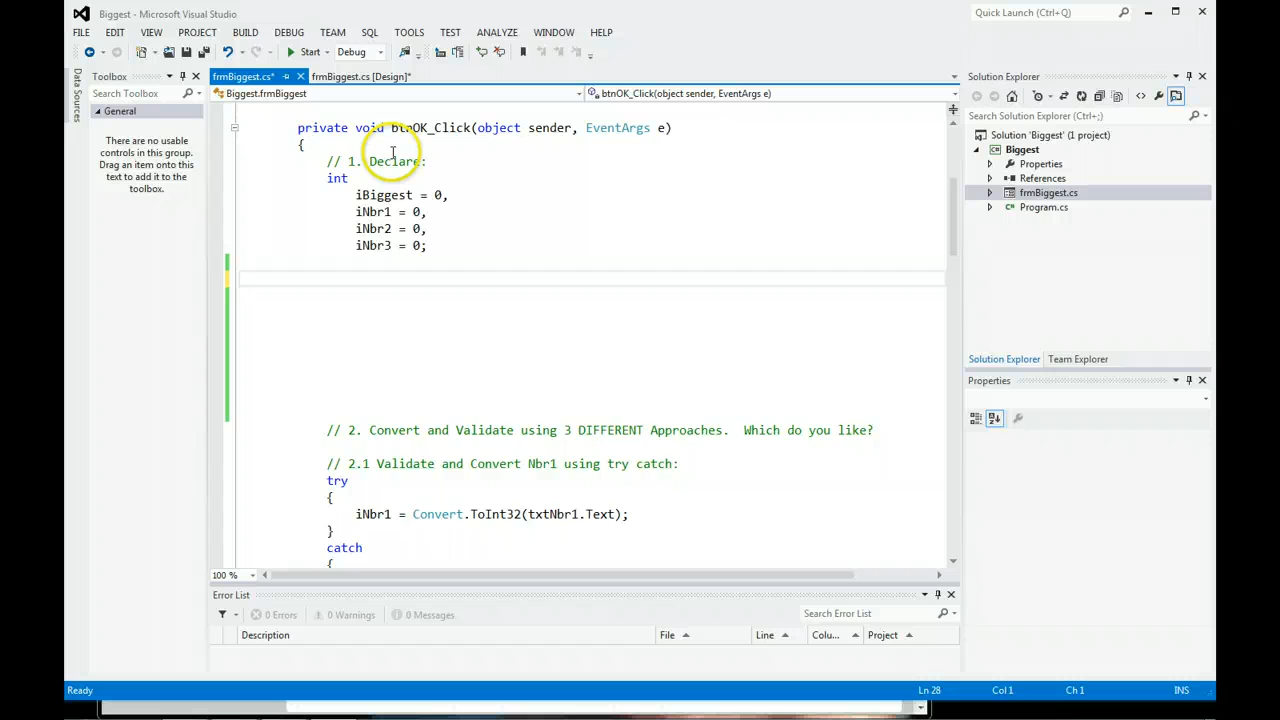 Biggest - Microsoft Visual Studio
Quick Launch (Ctrl+Q)
FILE EDIT VIEW PROJECT BUILD DEBUG TEAM SQL TOOLS TEST ANALYZE WINDOW HELP
Start Debug
Data Sources
Toolbox
Search Toolbox
General
There are no usable
controls in this group.
Drag an item onto this
text to add it to the
toolbox.
frmBiggest.cs*
frmBiggest.cs [Design]*
Biggest.frmBiggest
btnOK_Click(object sender, EventArgs e)
private void btnOK_Click(object sender, EventArgs e)
{
// 1. Declare:
int
iBiggest = 0,
iNbr1 = 0,
iNbr2 = 0,
iNbr3 = 0;
// 2. Convert and Validate using 3 DIFFERENT Approaches. Which do you like?
// 2.1 Validate and Convert Nbr1 using try catch:
try
{
iNbr1 = Convert.ToInt32(txtNbr1.Text);
}
catch
{
100 %
Solution Explorer
Search Solution Explorer (Ctrl+;)
Solution 'Biggest' (1 project)
Biggest
Properties
References
frmBiggest.cs
Program.cs
Solution Explorer Team Explorer
Properties
Error List
0 Errors 0 Warnings 0 Messages
Search Error List
Description File Line Colu... Project
Ready Ln 28 Col 1 Ch 1 INS